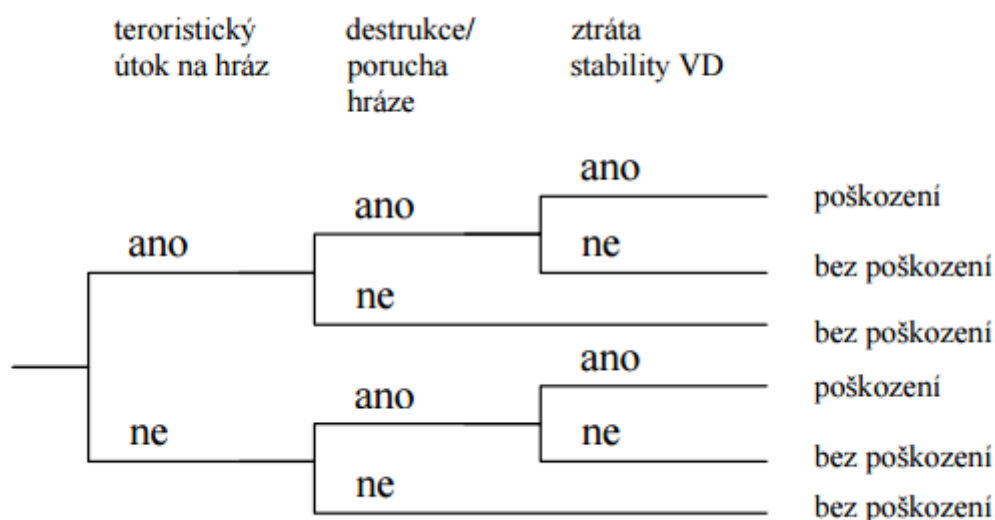 teroristický
útok na hráz
destrukce/
porucha
hráze
ztráta
stability VD
ano
poškození
ano
ano
ne
bez poškození
ne
bez poškození
ano
poškození
ano
ne
ne
bez poškození
ne
bez poškození